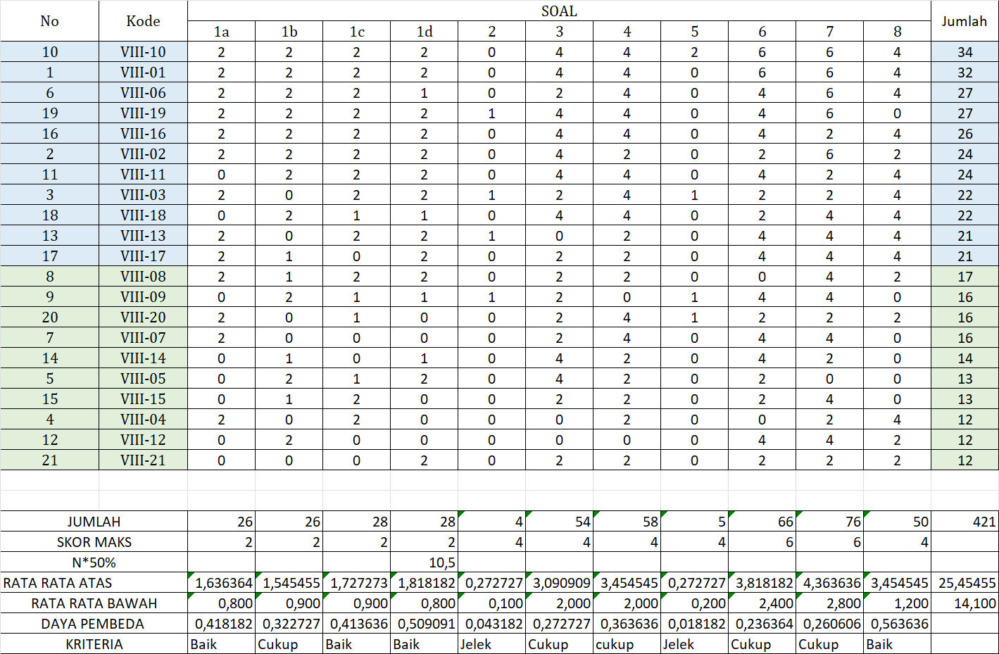 No Kode SOAL Jumlah
1a 1b 1c 1d 2 3 4 5 6 7 8
10 VIII-10 2 2 2 2 0 4 4 2 6 6 4 34
1 VIII-01 2 2 2 2 0 4 4 0 6 6 4 32
6 VIII-06 2 2 2 1 0 2 4 0 4 6 4 27
19 VIII-19 2 2 2 2 1 4 4 0 4 6 0 27
16 VIII-16 2 2 2 2 0 4 4 0 4 2 4 26
2 VIII-02 2 2 2 2 0 4 2 0 2 6 2 24
11 VIII-11 0 2 2 2 0 4 4 0 4 2 4 24
3 VIII-03 2 0 2 2 1 2 4 1 2 2 4 22
18 VIII-18 0 2 1 1 0 4 4 0 2 4 4 22
13 VIII-13 2 0 2 2 1 0 2 0 4 4 4 21
17 VIII-17 2 1 0 2 0 2 2 0 4 4 4 21
8 VIII-08 2 1 2 2 0 2 2 0 0 4 2 17
9 VIII-09 0 2 1 1 1 2 0 1 4 4 0 16
20 VIII-20 2 0 1 0 0 2 4 1 2 2 2 16
7 VIII-07 2 0 0 0 0 2 4 0 4 4 0 16
14 VIII-14 0 1 0 1 0 4 2 0 4 2 0 14
5 VIII-05 0 2 1 2 0 4 2 0 2 0 0 13
15 VIII-15 0 1 2 0 0 2 2 0 2 4 0 13
4 VIII-04 2 0 2 0 0 0 2 0 0 2 4 12
12 VIII-12 0 2 0 0 0 0 0 0 4 4 2 12
21 VIII-21 0 0 0 2 0 2 2 0 2 2 2 12
JUMLAH 26 26 28 28 4 54 58 5 66 76 50 421
SKOR MAKS 2 2 2 2 4 4 4 4 6 6 4
N*50% 10,5
RATA RATA ATAS 1,636364 1,545455 1,727273 1,818182 0,272727 3,090909 3,454545 0,272727 3,818182 4,363636 3,454545 25,45455
RATA RATA BAWAH 0,800 0,900 0,900 0,800 0,100 2,000 2,000 0,200 2,400 2,800 1,200 14,100
DAYA PEMBEDA 0,418182 0,322727 0,413636 0,509091 0,043182 0,272727 0,363636 0,018182 0,236364 0,260606 0,563636
KRITERIA Baik Cukup Baik Baik Jelek Cukup cukup Jelek Cukup Cukup Baik